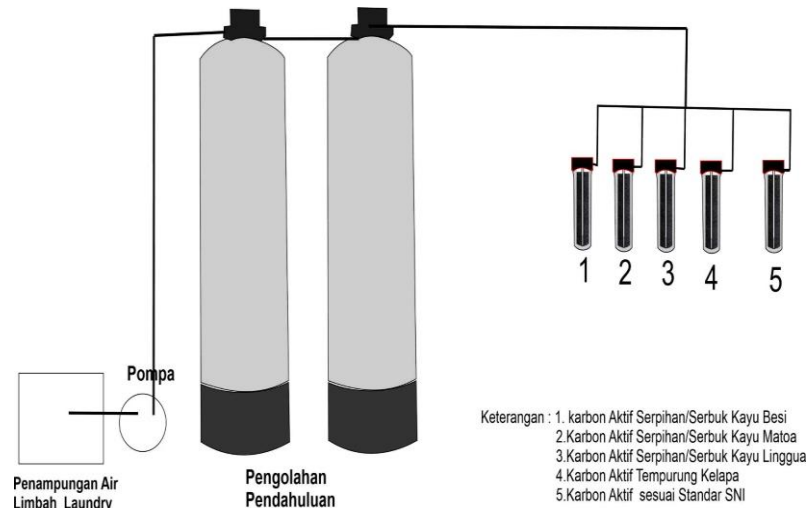 1
2
3
4
5
Pompa
Penampungan Air
Limbah Laundry
Pengolahan
Pendahuluan
Keterangan : 1. karbon Aktif Serpihan/Serbuk Kayu Besi
2.Karbon Aktif Serpihan/Serbuk Kayu Matoa
3.Karbon Aktif Serpihan/Serbuk Kayu Linggua
4.Karbon Aktif Tempurung Kelapa
5.Karbon Aktif sesuai Standar SNI